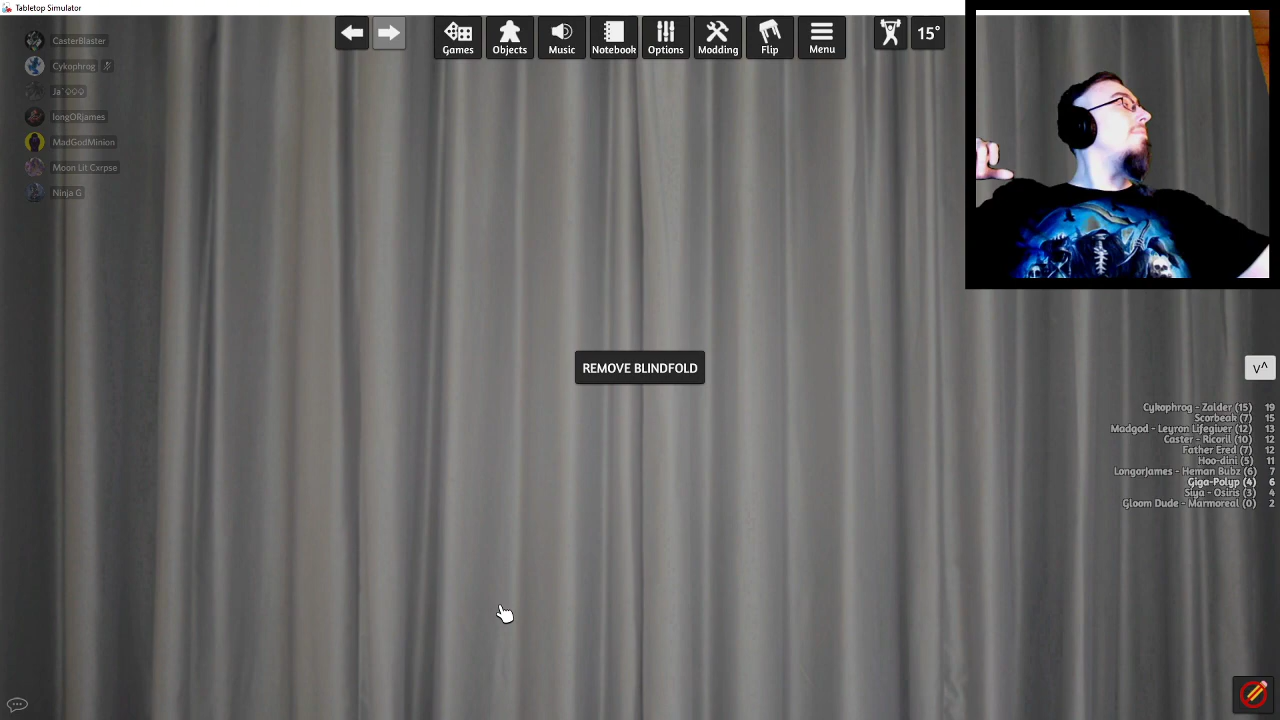 Tabletop Simulator
CasterBlaster
Cykophrog
longORjames
MadGodMinion
Moon Lit Cxrpse
Ninja G
Games
Objects
Music
Notebook
Options
Modding
Flip
Menu
15°
REMOVE BLINDFOLD
V^
Cykophrog - Zalder (15) 19
Scorbeak (7) 15
Madgod - Leyron Lifegiver (12) 13
Caster - Ricoril (10) 12
Father Ered (7) 12
Hoo-dini (5) 11
LongorJames - Heman Bubz (6) 7
Giga-Polyp (4) 6
Siya - Osiris (3) 4
Gloom Dude - Marmoreal (0) 2